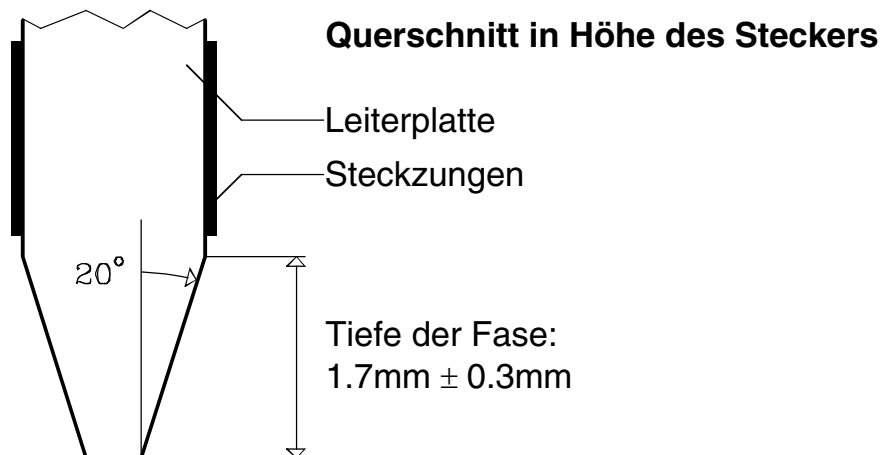 Querschnitt in Höhe des Steckers
Leiterplatte
Steckzungen
20°
Tiefe der Fase:
1.7mm ± 0.3mm